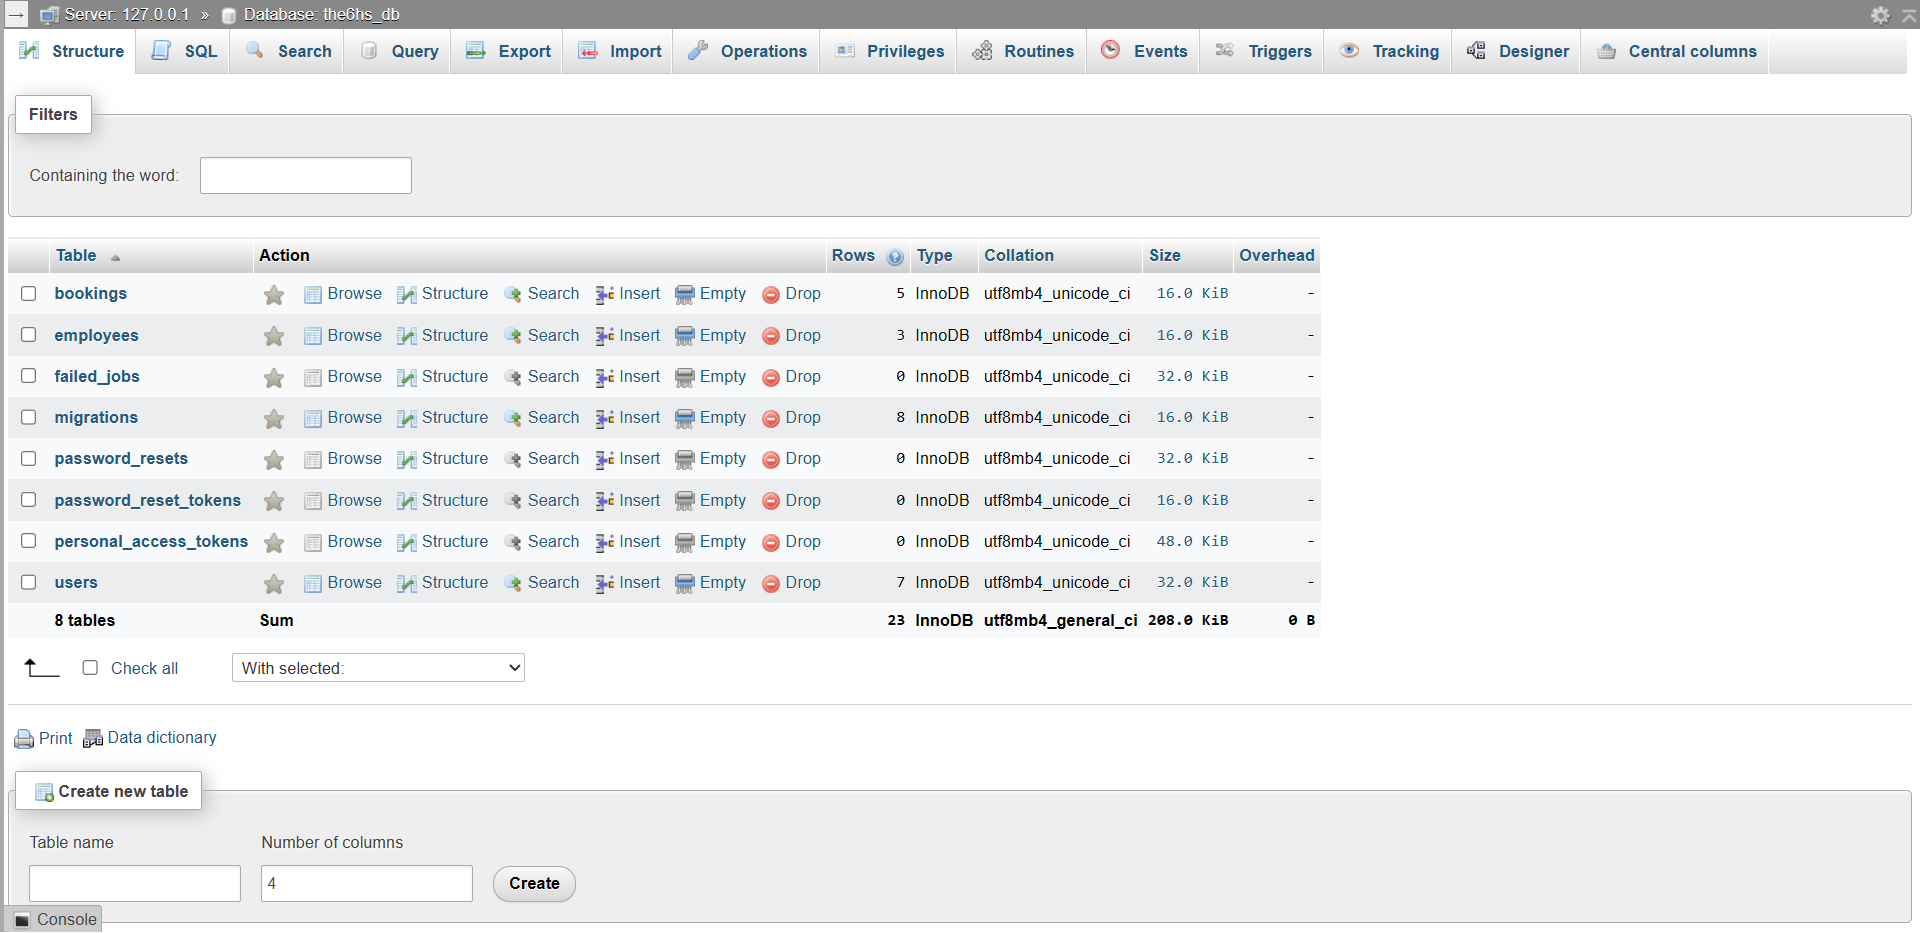 Server: 127.0.0.1 » Database: the6hs_db
Structure SQL Search Query Export Import Operations Privileges Routines Events Triggers Tracking Designer Central columns
Filters
Containing the word:
Table Action Rows Type Collation Size Overhead
bookings Browse Structure Search Insert Empty Drop 5 InnoDB utf8mb4_unicode_ci 16.0 KiB -
employees Browse Structure Search Insert Empty Drop 3 InnoDB utf8mb4_unicode_ci 16.0 KiB -
failed_jobs Browse Structure Search Insert Empty Drop 0 InnoDB utf8mb4_unicode_ci 32.0 KiB -
migrations Browse Structure Search Insert Empty Drop 8 InnoDB utf8mb4_unicode_ci 16.0 KiB -
password_resets Browse Structure Search Insert Empty Drop 0 InnoDB utf8mb4_unicode_ci 32.0 KiB -
password_reset_tokens Browse Structure Search Insert Empty Drop 0 InnoDB utf8mb4_unicode_ci 16.0 KiB -
personal_access_tokens Browse Structure Search Insert Empty Drop 0 InnoDB utf8mb4_unicode_ci 48.0 KiB -
users Browse Structure Search Insert Empty Drop 7 InnoDB utf8mb4_unicode_ci 32.0 KiB -
8 tables Sum 23 InnoDB utf8mb4_general_ci 208.0 KiB 0 B
Check all With selected:
Print Data dictionary
Create new table
Table name Number of columns
4 Create
Console